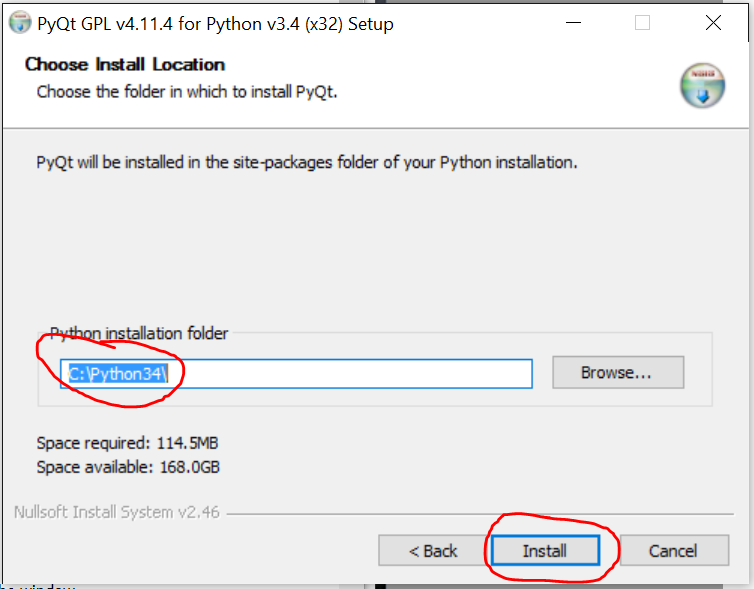 PyQt GPL v4.11.4 for Python v3.4 (x32) Setup
Choose Install Location
Choose the folder in which to install PyQt.
PyQt will be installed in the site-packages folder of your Python installation.
Python installation folder
C:\Python34\
Browse...
Space required: 114.5MB
Space available: 168.0GB
Nullsoft Install System v2.46
< Back
Install
Cancel
window